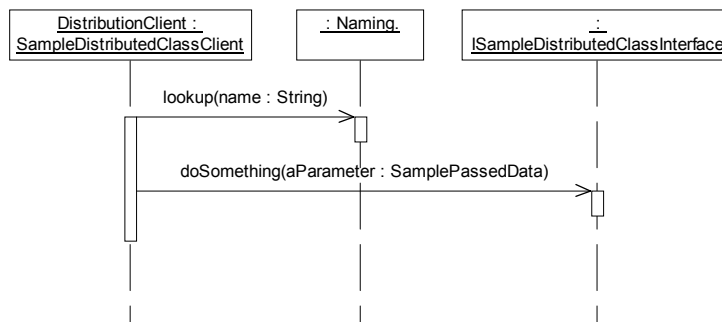 DistributionClient :
SampleDistributedClassClient
: Naming.
:
ISampleDistributedClassInterface
lookup(name : String)
doSomething(aParameter : SamplePassedData)